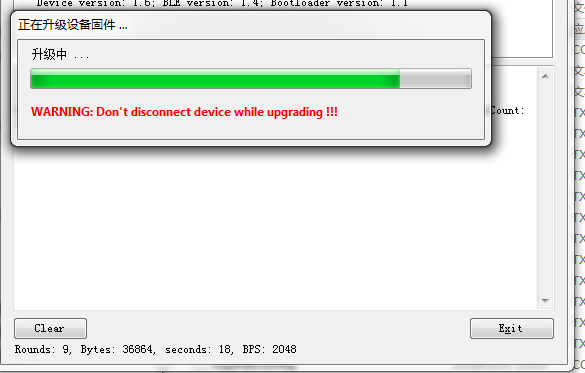 Device version: 1.6; BLE version: 1.4; Bootloader version: 1.1
正在升级设备固件 ...
升级中 ...
WARNING: Don't disconnect device while upgrading !!!
Count:
Clear
Exit
Rounds: 9, Bytes: 36864, seconds: 18, BPS: 2048